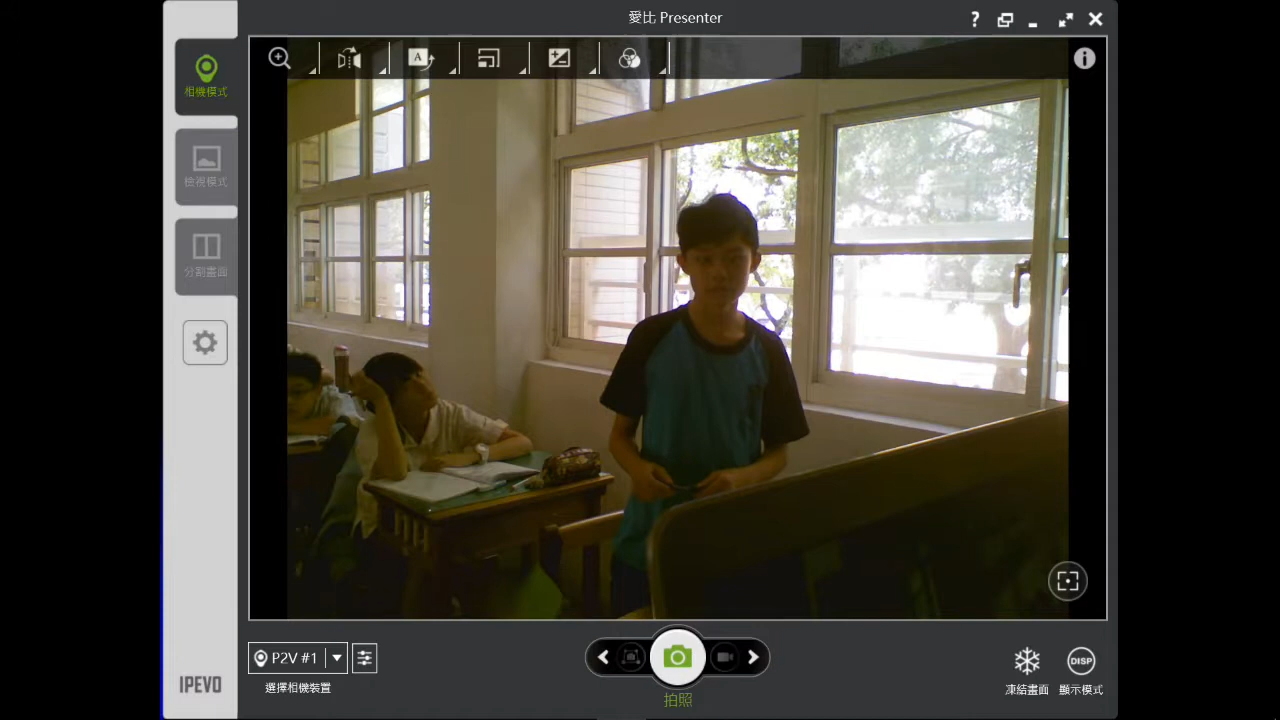 愛比 Presenter
?
A
i
相機模式
檢視模式
分割畫面
P2V #1
選擇相機裝置
拍照
DISP
凍結畫面
顯示模式
IPEVO